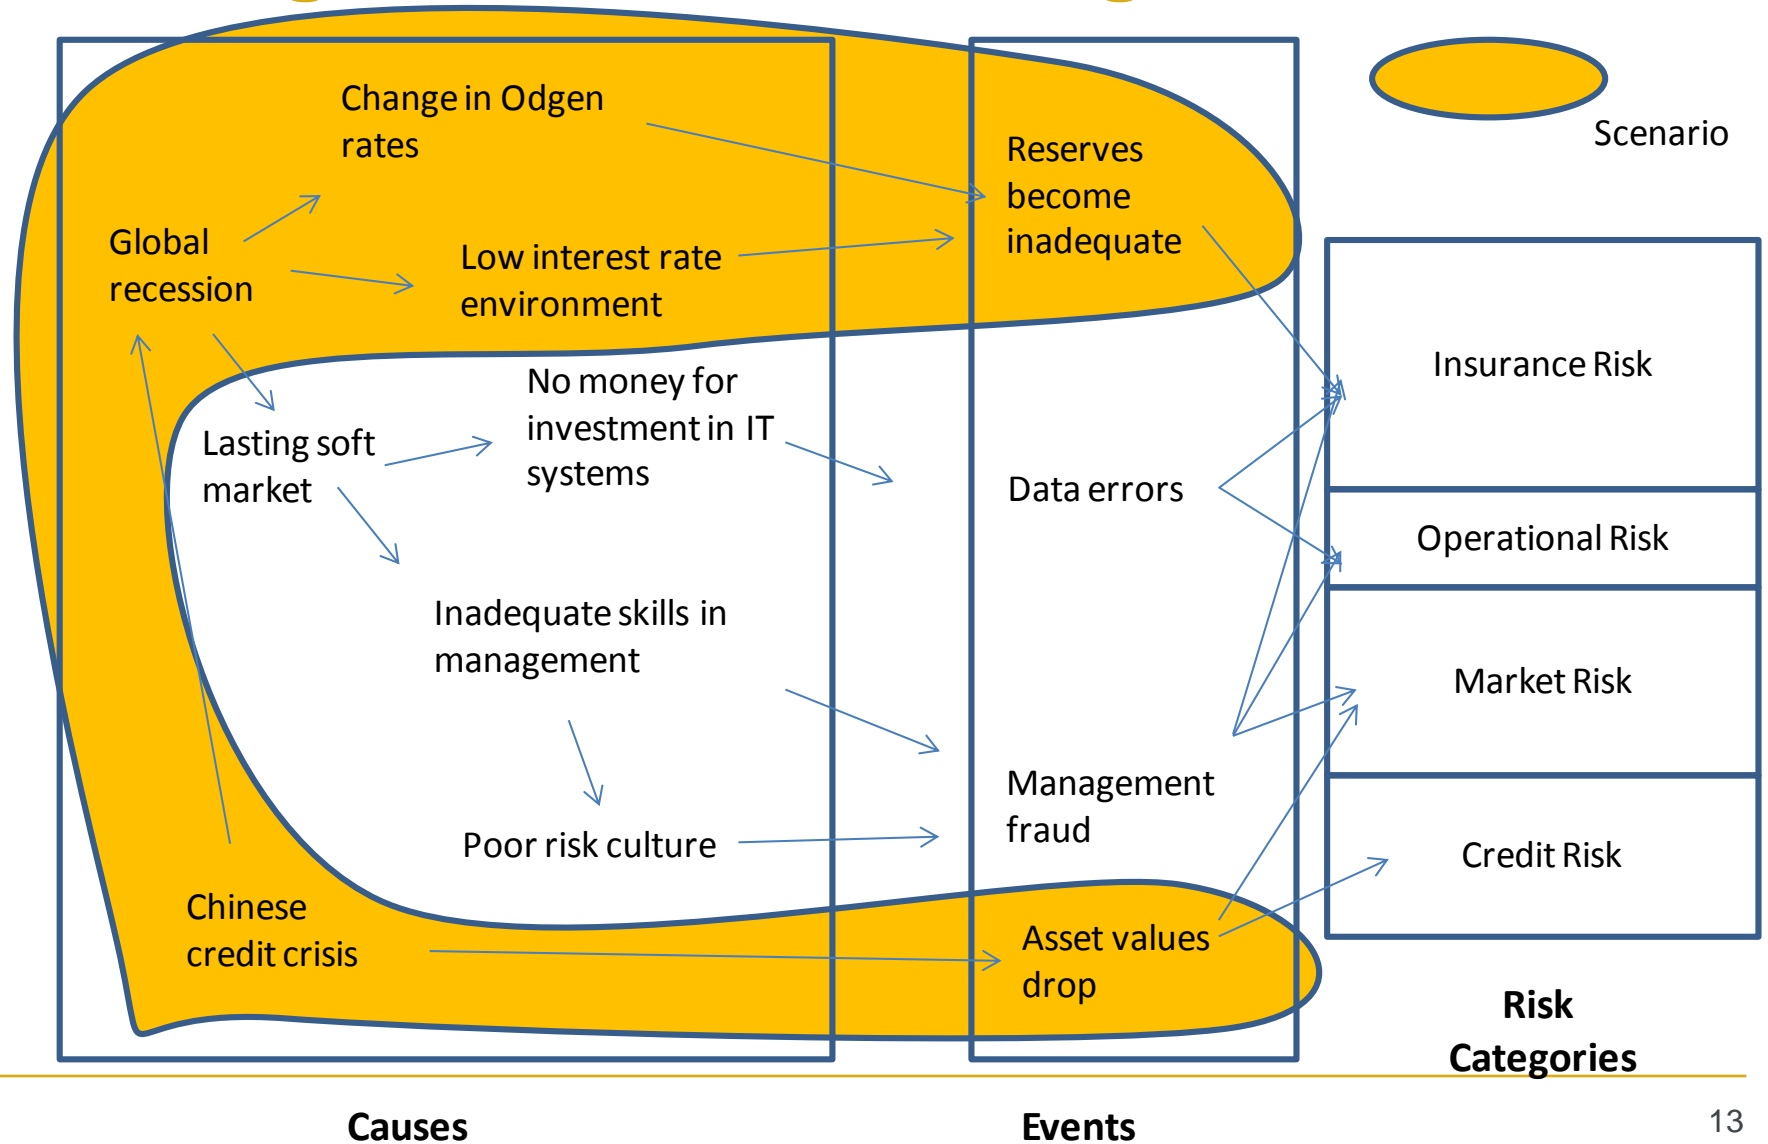 Change in Odgen
rates
Scenario
Reserves
become
inadequate
Global
recession
Low interest rate
environment
Insurance Risk
No money for
investment in IT
systems
Lasting soft
market
Data errors
Operational Risk
Inadequate skills in
management
Market Risk
Management
fraud
Poor risk culture
Credit Risk
Chinese
credit crisis
Asset values
drop
Risk
Categories
Causes
Events
13